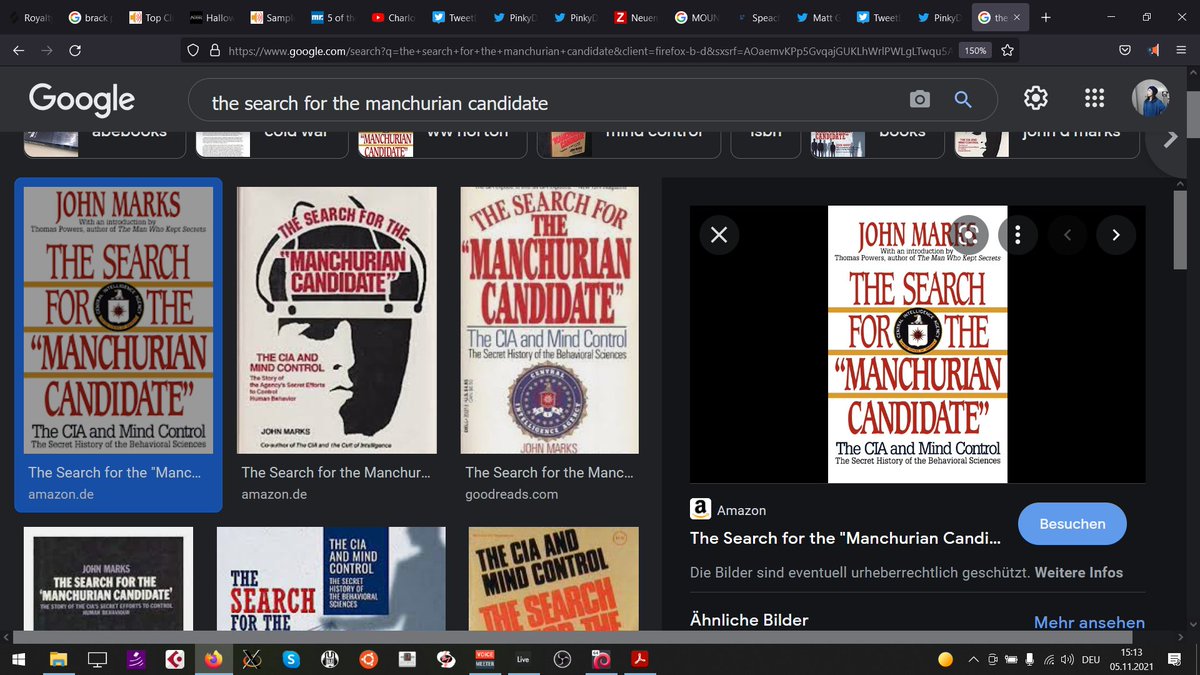 Royalty
brack
Top Cl
Hallow
Sampl
5 of th
Charlo
Tweetl
PinkyD
PinkyD
Neuer
MOUN
Speach
Matt G
Tweetl
PinkyD
the
https://www.google.com/search?q=the+search+for+the+manchurian+candidate&client=firefox-b-d&sxsrf=
150%
Google
the search for the manchurian candidate
abebooks
cold war
ww norton
mind control
isbn
books
john d marks
JOHN MARKS
With an introduction by
Thomas Powers, author of The Man Who Kept Secrets
THE SEARCH
FOR THE
"MANCHURIAN
CANDIDATE"
The CIA and Mind Control
The Secret History of the Behavioral Sciences
The Search for the "Manc...
amazon.de
THE SEARCH FOR THE
"MANCHURIAN
CANDIDATE"
THE CIA AND
MIND CONTROL
The Story of
the Agency's Secret Efforts
to Control
Human Behavior
JOHN MARKS
Co-author of The CIA and the Cult of Intelligence
The Search for the Manchur...
amazon.de
THE SEARCH FOR
THE
"MANCHURIAN
CANDIDATE"
The CIA and Mind Control
The Secret History of the Behavioral Sciences
CENTRAL
INTELLIGENCE AGENCY
JOHN MARKS
The Search for the Manc...
goodreads.com
JOHN MARKS
With an introduction by
Thomas Powers, author of The Man Who Kept Secrets
THE SEARCH
FOR THE
"MANCHURIAN
CANDIDATE"
The CIA and Mind Control
The Secret History of the Behavioral Sciences
Amazon
The Search for the "Manchurian Candi...
Besuchen
Die Bilder sind eventuell urheberrechtlich geschützt. Weitere Infos
Ähnliche Bilder
Mehr ansehen
JOHN MARKS
THE SEARCH FOR THE
'MANCHURIAN CANDIDATE'
THE STORY OF THE CIA'S SECRET EFFORTS TO CONTROL
HUMAN BEHAVIOUR
THE
SEARCH
FOR THE
THE CIA AND
MIND CONTROL
THE SECRET
HISTORY OF THE
BEHAVIORAL
SCIENCES
THE CIA AND
MIND CONTROL
THE SEARCH
FOR THE
VOICE
MEETER
Live
DEU
15:13
05.11.2021